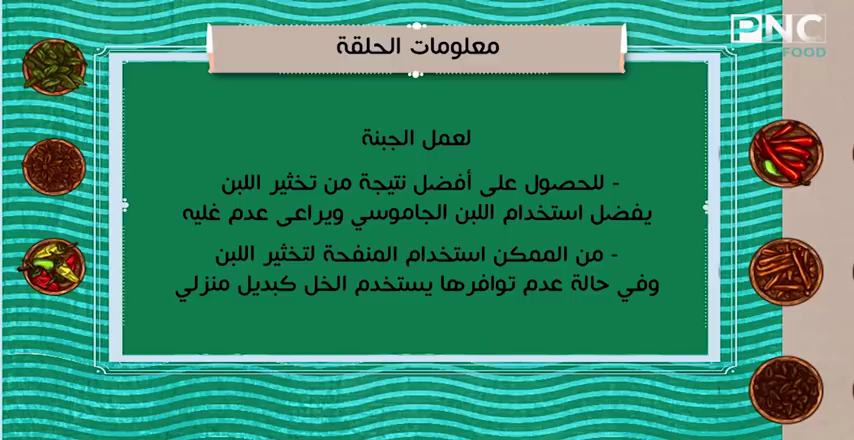 PNC
FOOD
معلومات الحلقة
لعمل الجبنة
- للحصول على أفضل نتيجة من تخثير اللبن
يفضل استخدام اللبن الجاموسي ويراعى عدم غليه
- من الممكن استخدام المنفحة لتخثير اللبن
وفي حالة عدم توافرها يستخدم الخل كبديل منزلي